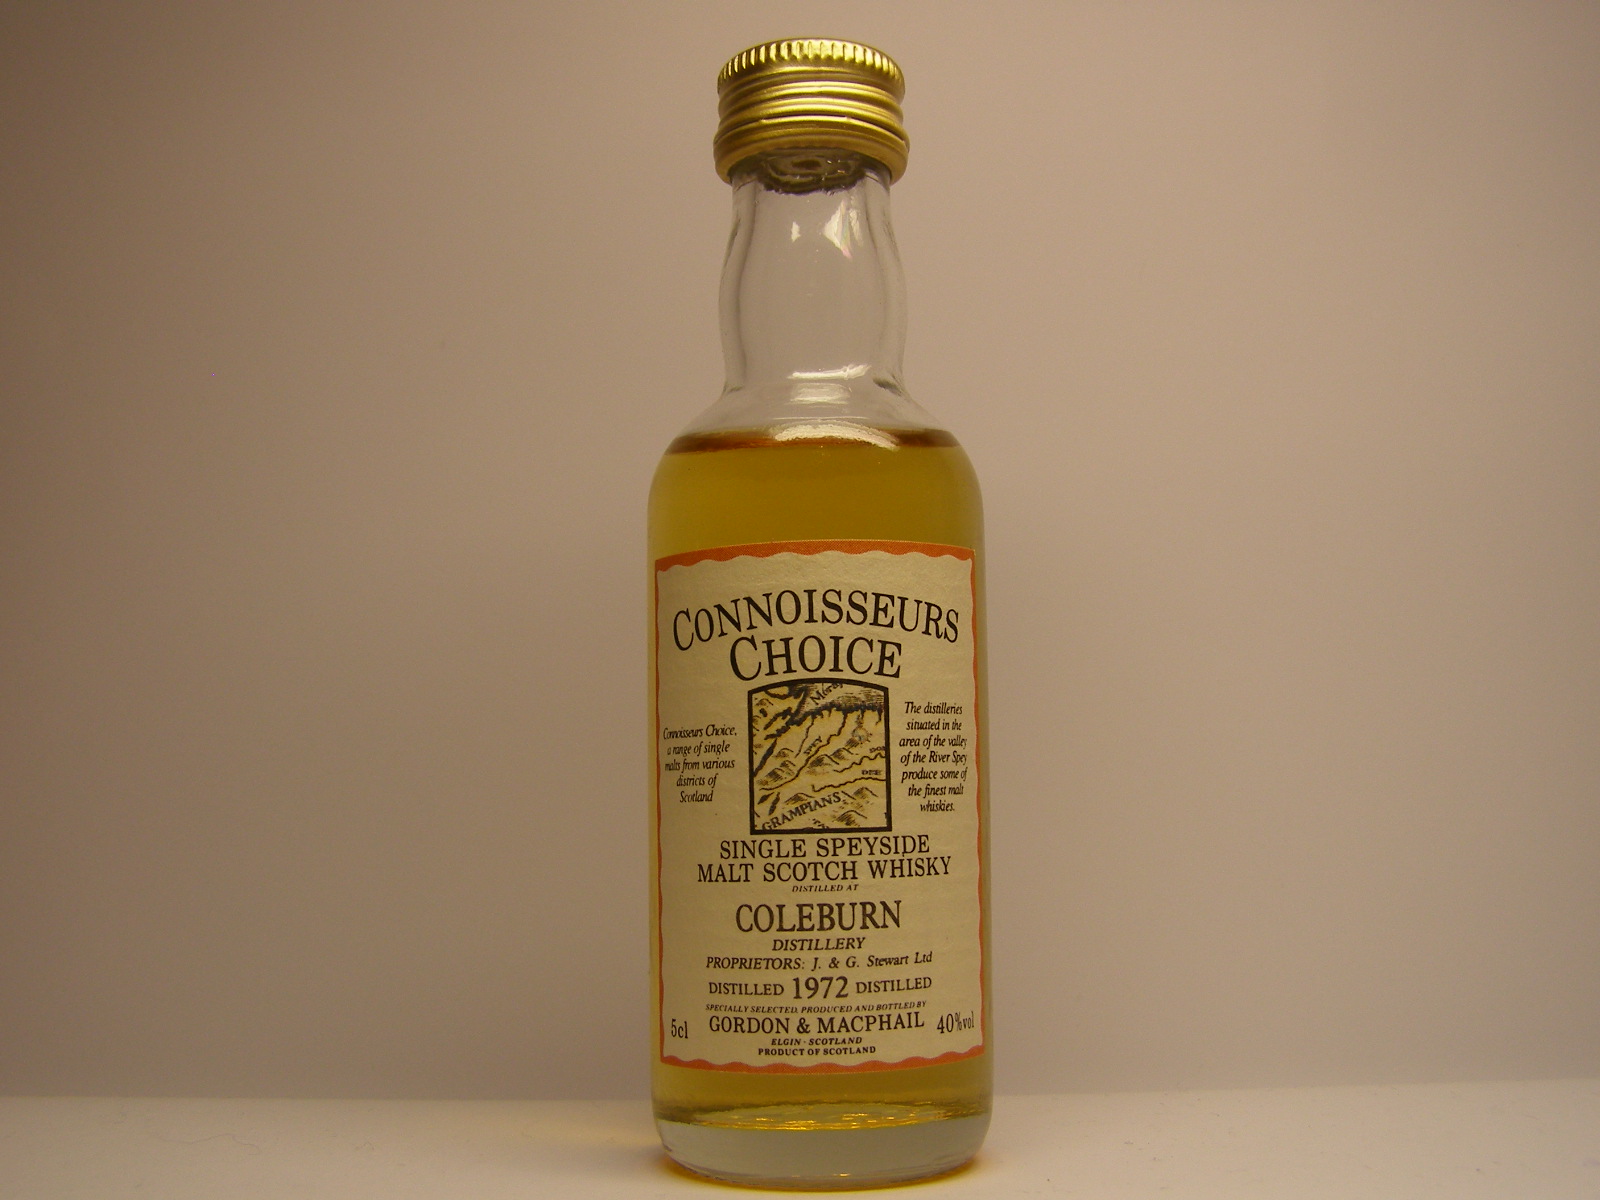 CONNOISSEURS
CHOICE
Connoisseurs Choice,
a range of single
malts from various
districts of
Scotland
Moray
SPEY
DEE
GRAMPIANS
The distilleries
situated in the
area of the valley
of the River Spey
produce some of
the finest malt
whiskies.
SINGLE SPEYSIDE
MALT SCOTCH WHISKY
DISTILLED AT
COLEBURN
DISTILLERY
PROPRIETORS: J. & G. Stewart Ltd
DISTILLED 1972 DISTILLED
SPECIALLY SELECTED, PRODUCED AND BOTTLED BY
5cl GORDON & MACPHAIL 40%vol
ELGIN - SCOTLAND
PRODUCT OF SCOTLAND